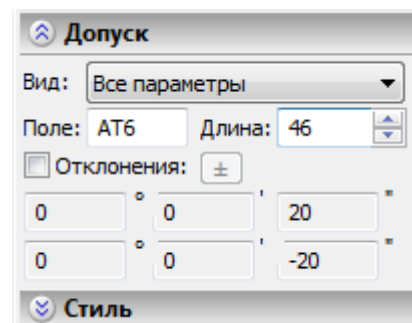 Допуск
Вид: Все параметры
Поле: AT6 Длина: 46
Отклонения: ±
0 ° 0 ' 20 "
0 ° 0 ' -20 "
Стиль